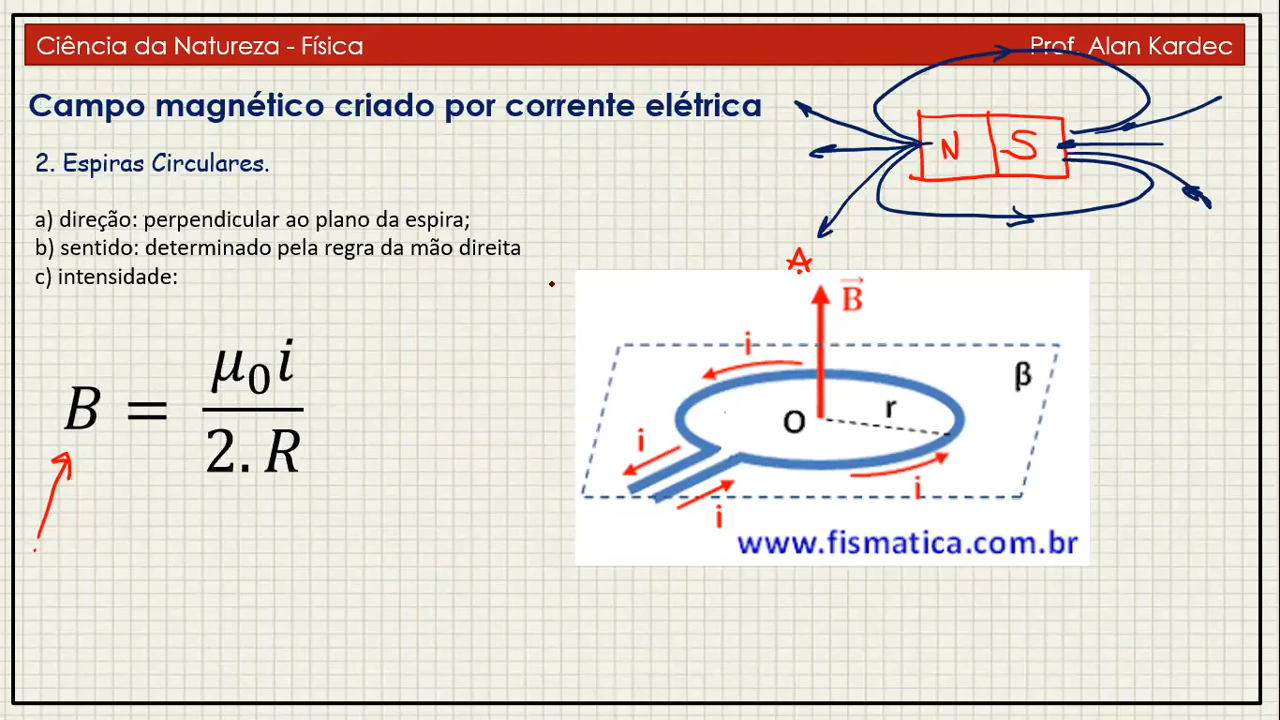 Ciência da Natureza - Física
Prof. Alan Kardec
Campo magnético criado por corrente elétrica
N S
2. Espiras Circulares.
a) direção: perpendicular ao plano da espira;
b) sentido: determinado pela regra da mão direita
c) intensidade:
A
B = μ₀i / 2. R
B
i
β
r
O
i
i
i
www.fismatica.com.br